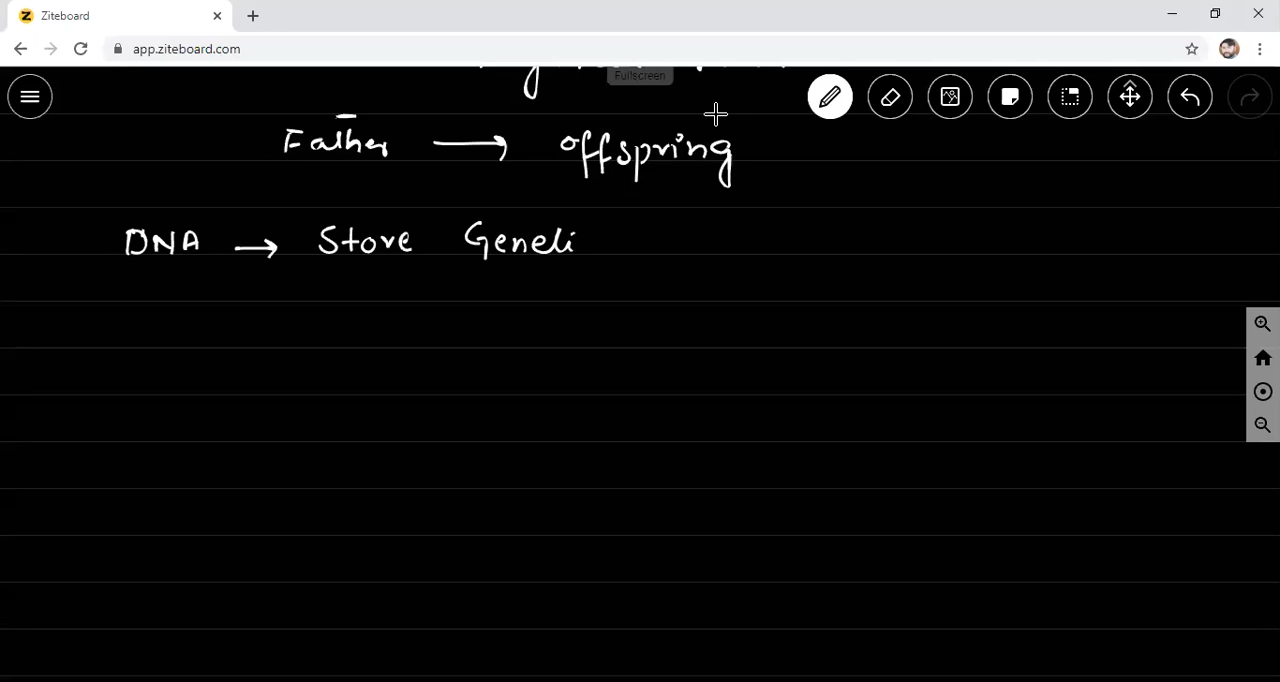 Ziteboard
app.ziteboard.com
Fullscreen
Father → offspring
DNA → Store Geneti